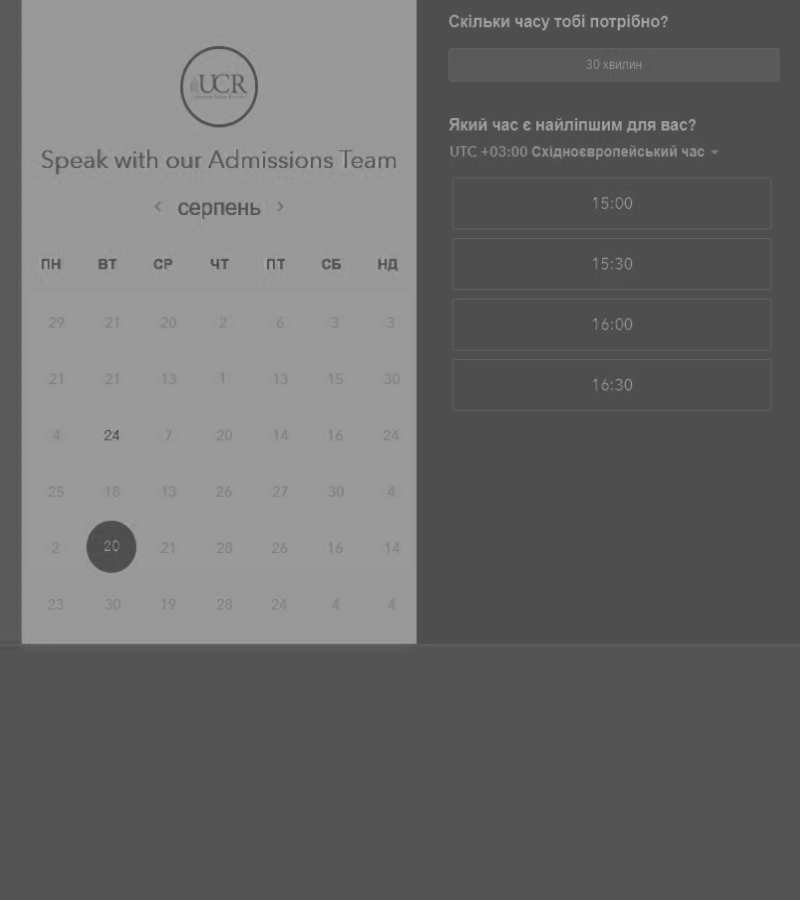 UCR
Speak with our Admissions Team
< серпень >
ПН ВТ СР ЧТ ПТ СБ НД
29 21 20 2 6 3 3
21 21 13 1 13 15 30
4 24 7 20 14 16 24
25 18 13 26 27 30 4
2 20 21 28 26 16 14
23 30 19 28 24 4 4
Скільки часу тобі потрібно?
30 хвилин
Який час є найліпшим для вас?
UTC +03:00 Східноєвропейський час
15:00
15:30
16:00
16:30